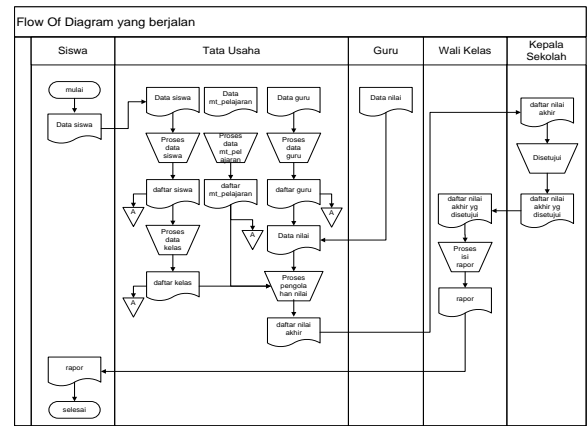 Flow Of Diagram yang berjalan
Siswa
Tata Usaha
Guru
Wali Kelas
Kepala
Sekolah
mulai
Data siswa
Data siswa
Data
mt_pelajaran
Data guru
Data nilai
daftar nilai
akhir
Proses
data
siswa
Proses
data
mt_pel
ajaran
Proses
data
guru
Disetujui
daftar siswa
daftar
mt_pelajaran
daftar guru
daftar nilai
akhir yg
disetujui
daftar nilai
akhir yg
disetujui
A
A
A
Proses
data
kelas
Data nilai
Proses
isi
rapor
daftar kelas
A
Proses
pengola
han nilai
rapor
daftar nilai
akhir
rapor
selesai